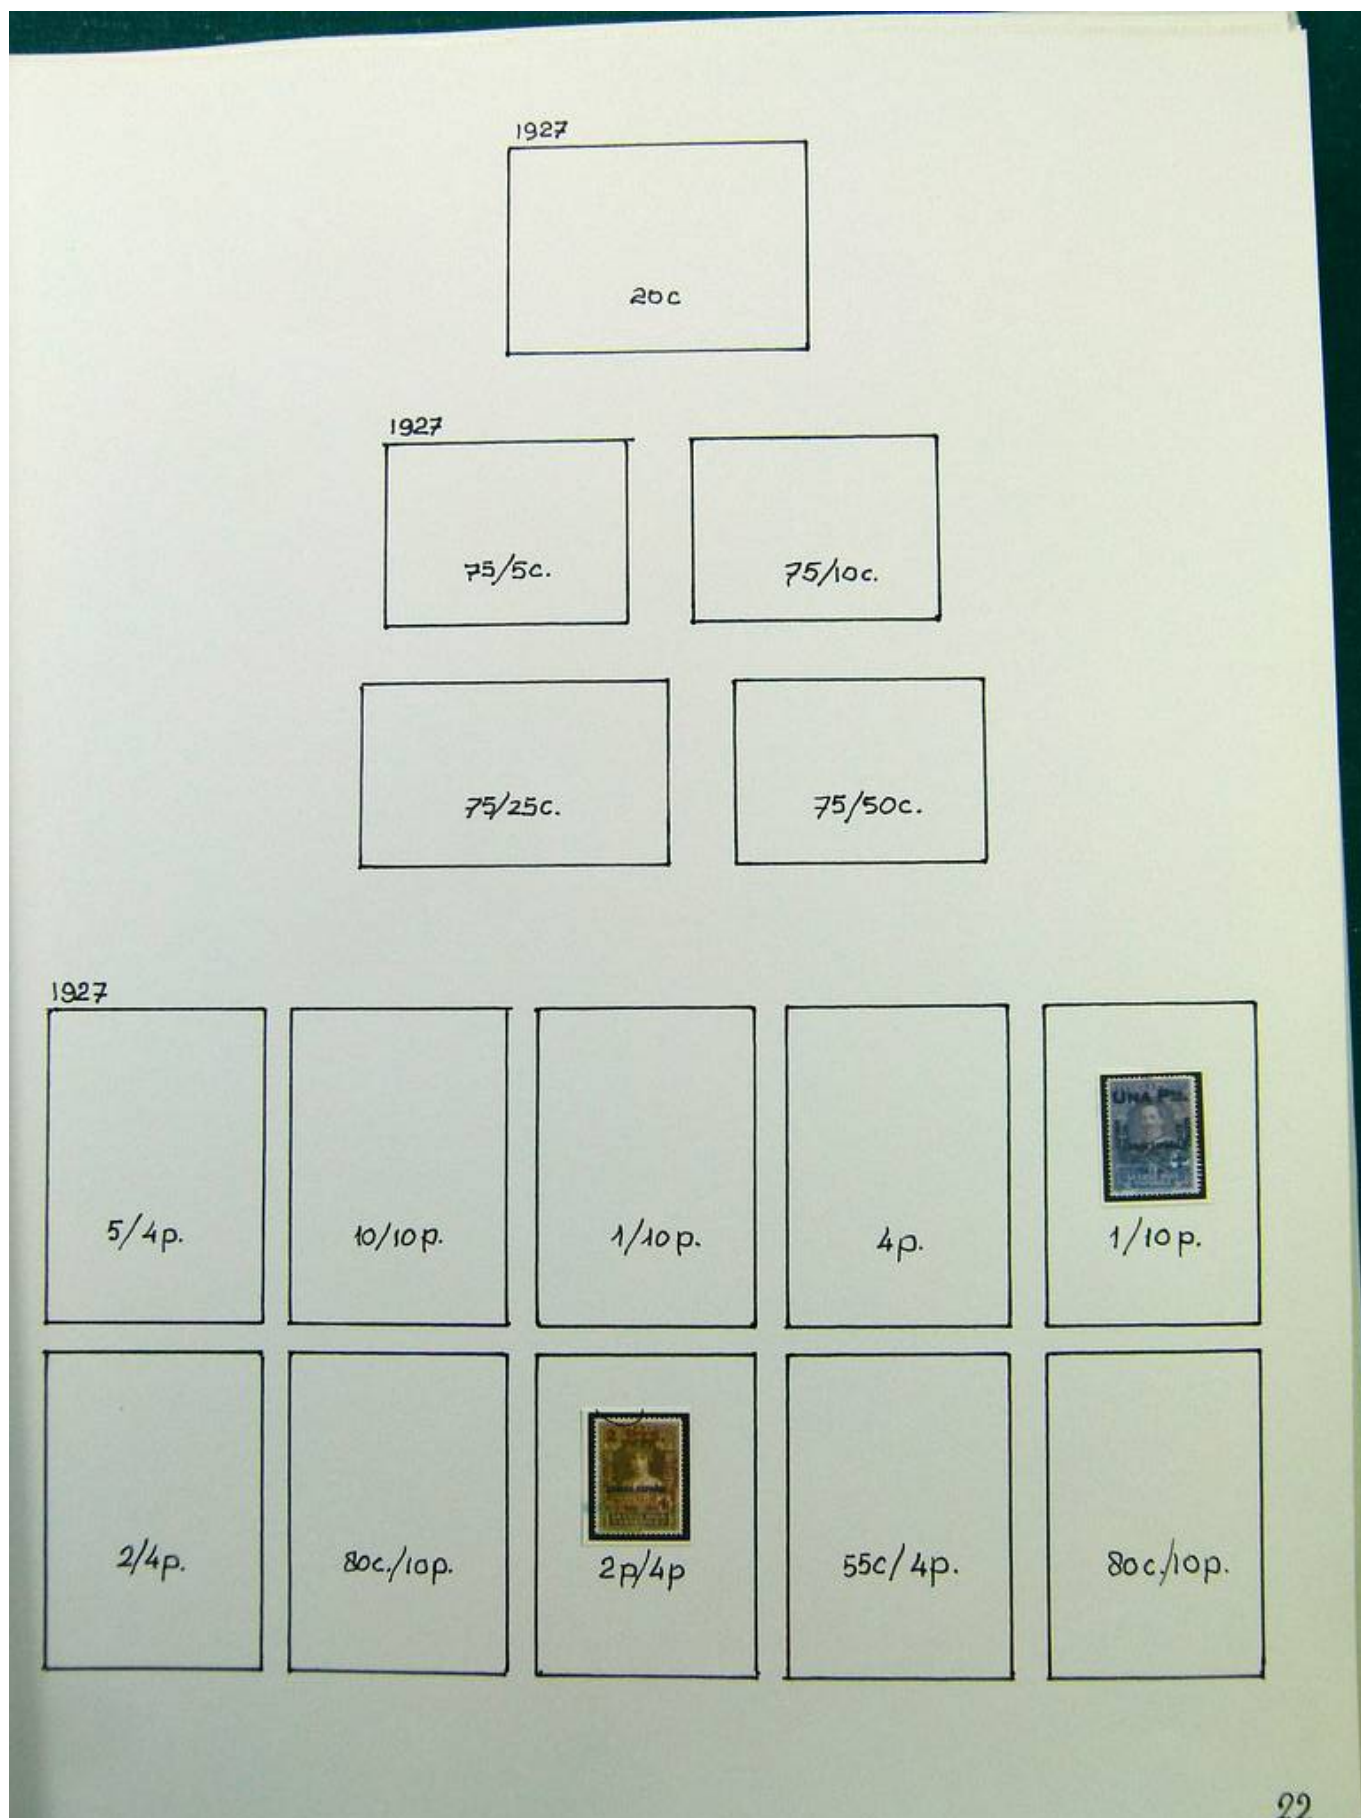 1927
20c
1927
75/5c.
75/10c.
75/25c.
75/50c.
1927
UNA Pta.
5/4p.
10/10p.
1/10p.
4p.
1/10p.
2/4p.
80c./10p.
2p/4p
55c/4p.
80c./10p.
22